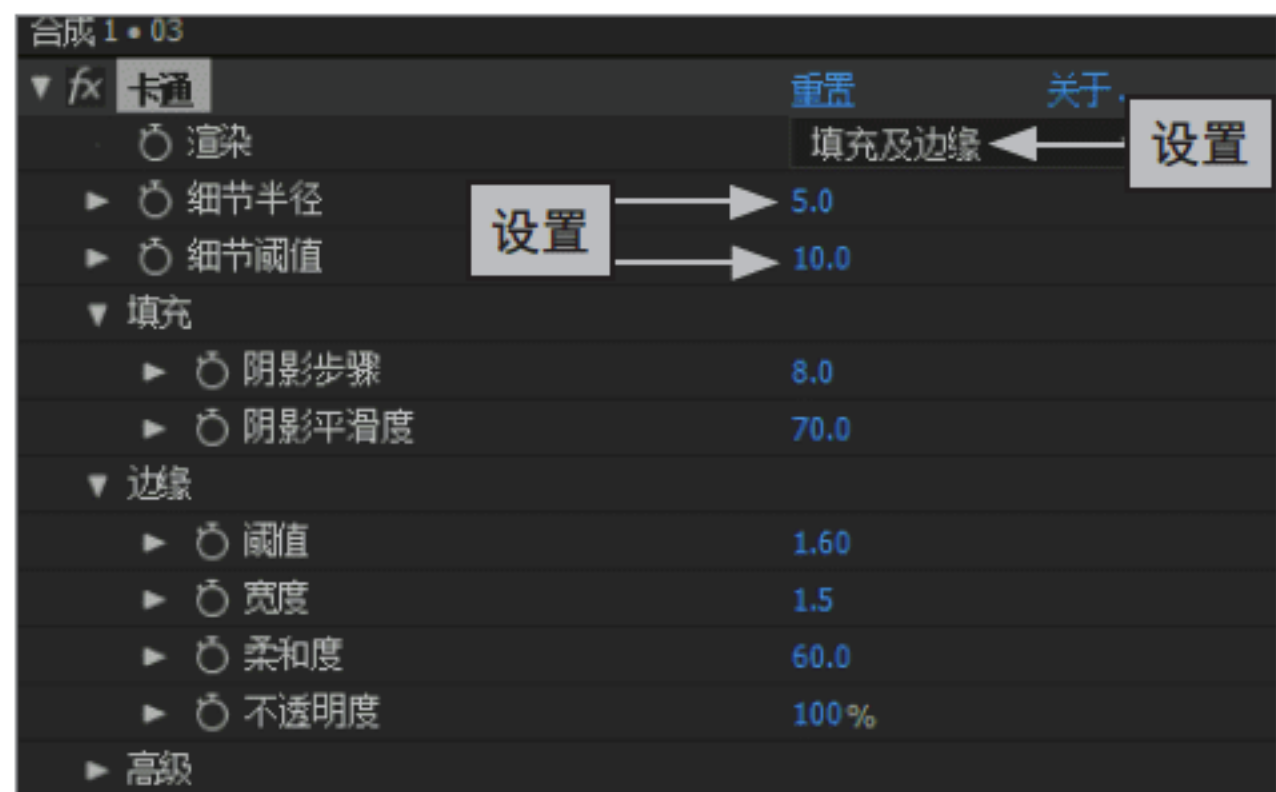 合成 1 • 03
fx 卡通 重置 关于.
渲染 填充及边缘 设置
细节半径 5.0
设置
细节阈值 10.0
填充
阴影步骤 8.0
阴影平滑度 70.0
边缘
阈值 1.60
宽度 1.5
柔和度 60.0
不透明度 100%
高级